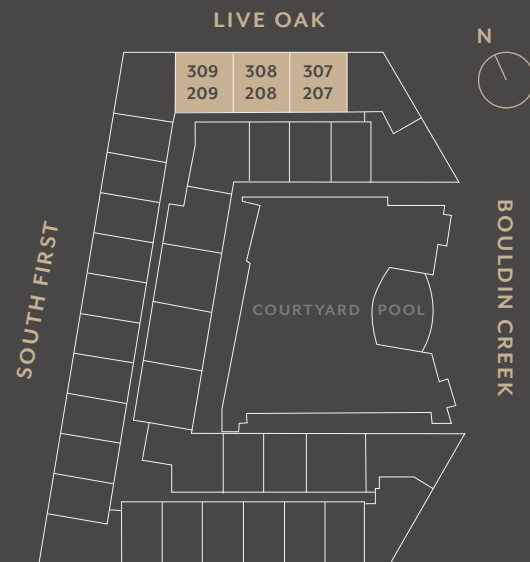 LIVE OAK
N
309 308 307
209 208 207
SOUTH FIRST
BOULDIN CREEK
COURTYARD POOL